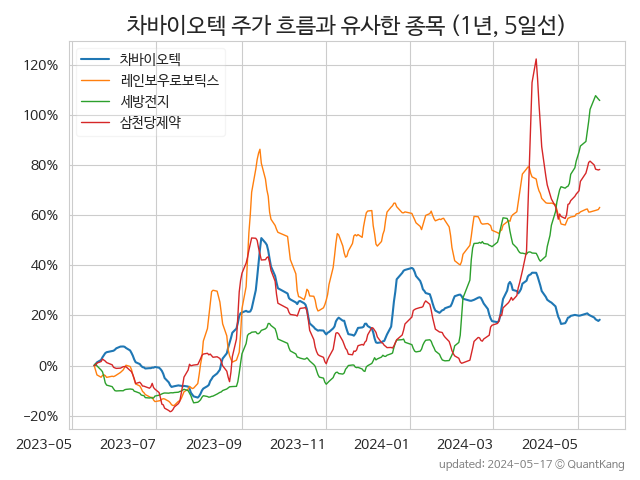 차바이오텍 주가 흐름과 유사한 종목 (1년, 5일선)
차바이오텍
레인보우로보틱스
세방전지
삼천당제약
120%
100%
80%
60%
40%
20%
0%
−20%
2023−05 2023−07 2023−09 2023−11 2024−01 2024−03 2024−05
updated: 2024-05-17 © QuantKang